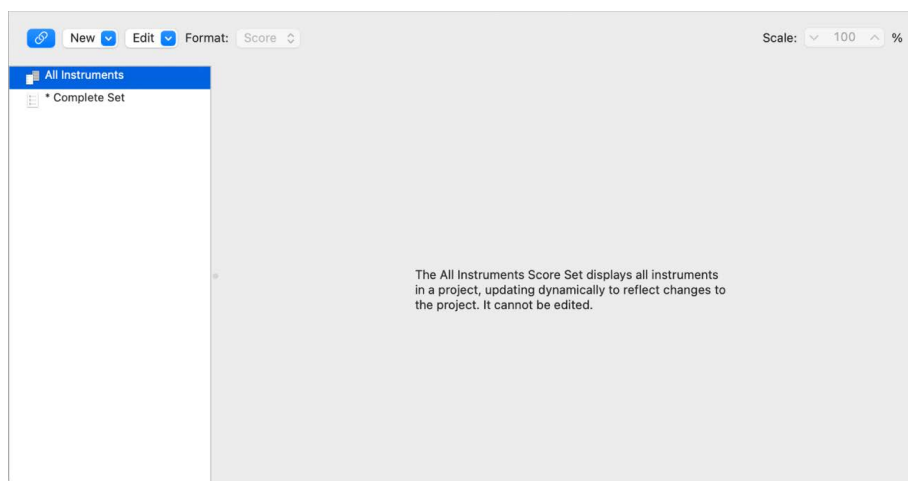 New Edit Format: Score Scale: 100 %
All Instruments
* Complete Set
The All Instruments Score Set displays all instruments
in a project, updating dynamically to reflect changes to
the project. It cannot be edited.